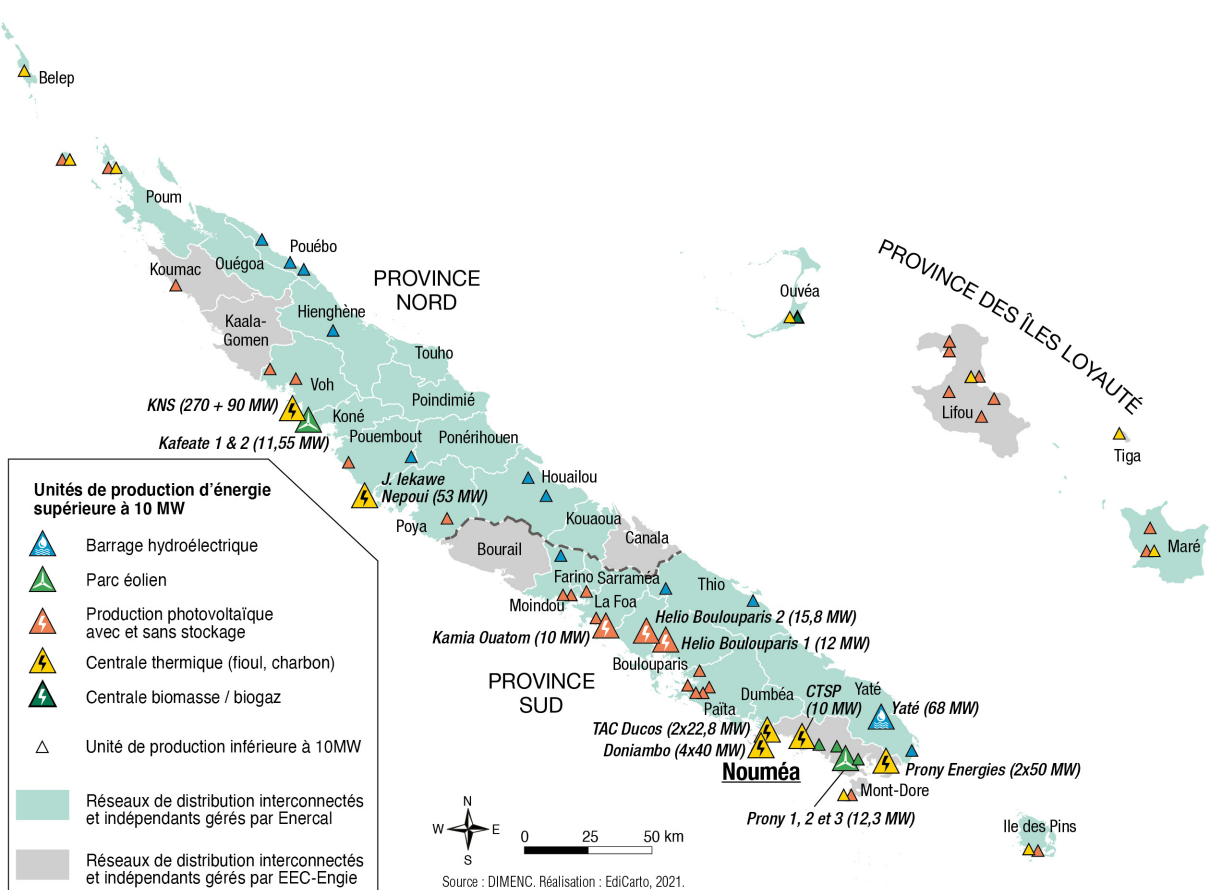 Belep
Poum
Pouébo
Ouégoa
Koumac
PROVINCE
NORD
PROVINCE DES ÎLES LOYAUTÉ
Ouvéa
Hienghène
Kaala-
Gomen
Touho
Voh
Poindimié
KNS (270 + 90 MW)
Koné
Lifou
Kafeate 1 & 2 (11,55 MW)
Pouembout
Ponérihouen
Tiga
J. Iekawe
Nepoui (53 MW)
Houailou
Poya
Kouaoua
Canala
Bourail
Maré
Farino
Sarraméa
Thio
Moindou
La Foa
Helio Boulouparis 2 (15,8 MW)
Kamia Ouatom (10 MW)
Helio Boulouparis 1 (12 MW)
Boulouparis
PROVINCE
SUD
Dumbéa
CTSP
(10 MW)
Yaté
Yaté (68 MW)
Païta
TAC Ducos (2x22,8 MW)
Doniambo (4x40 MW)
Nouméa
Prony Energies (2x50 MW)
Mont-Dore
Prony 1, 2 et 3 (12,3 MW)
Ile des Pins
Unités de production d'énergie
supérieure à 10 MW
Barrage hydroélectrique
Parc éolien
Production photovoltaïque
avec et sans stockage
Centrale thermique (fioul, charbon)
Centrale biomasse / biogaz
Unité de production inférieure à 10MW
Réseaux de distribution interconnectés
et indépendants gérés par Enercal
Réseaux de distribution interconnectés
et indépendants gérés par EEC-Engie
N
W E
S
0 25 50 km
Source : DIMENC. Réalisation : EdiCarto, 2021.